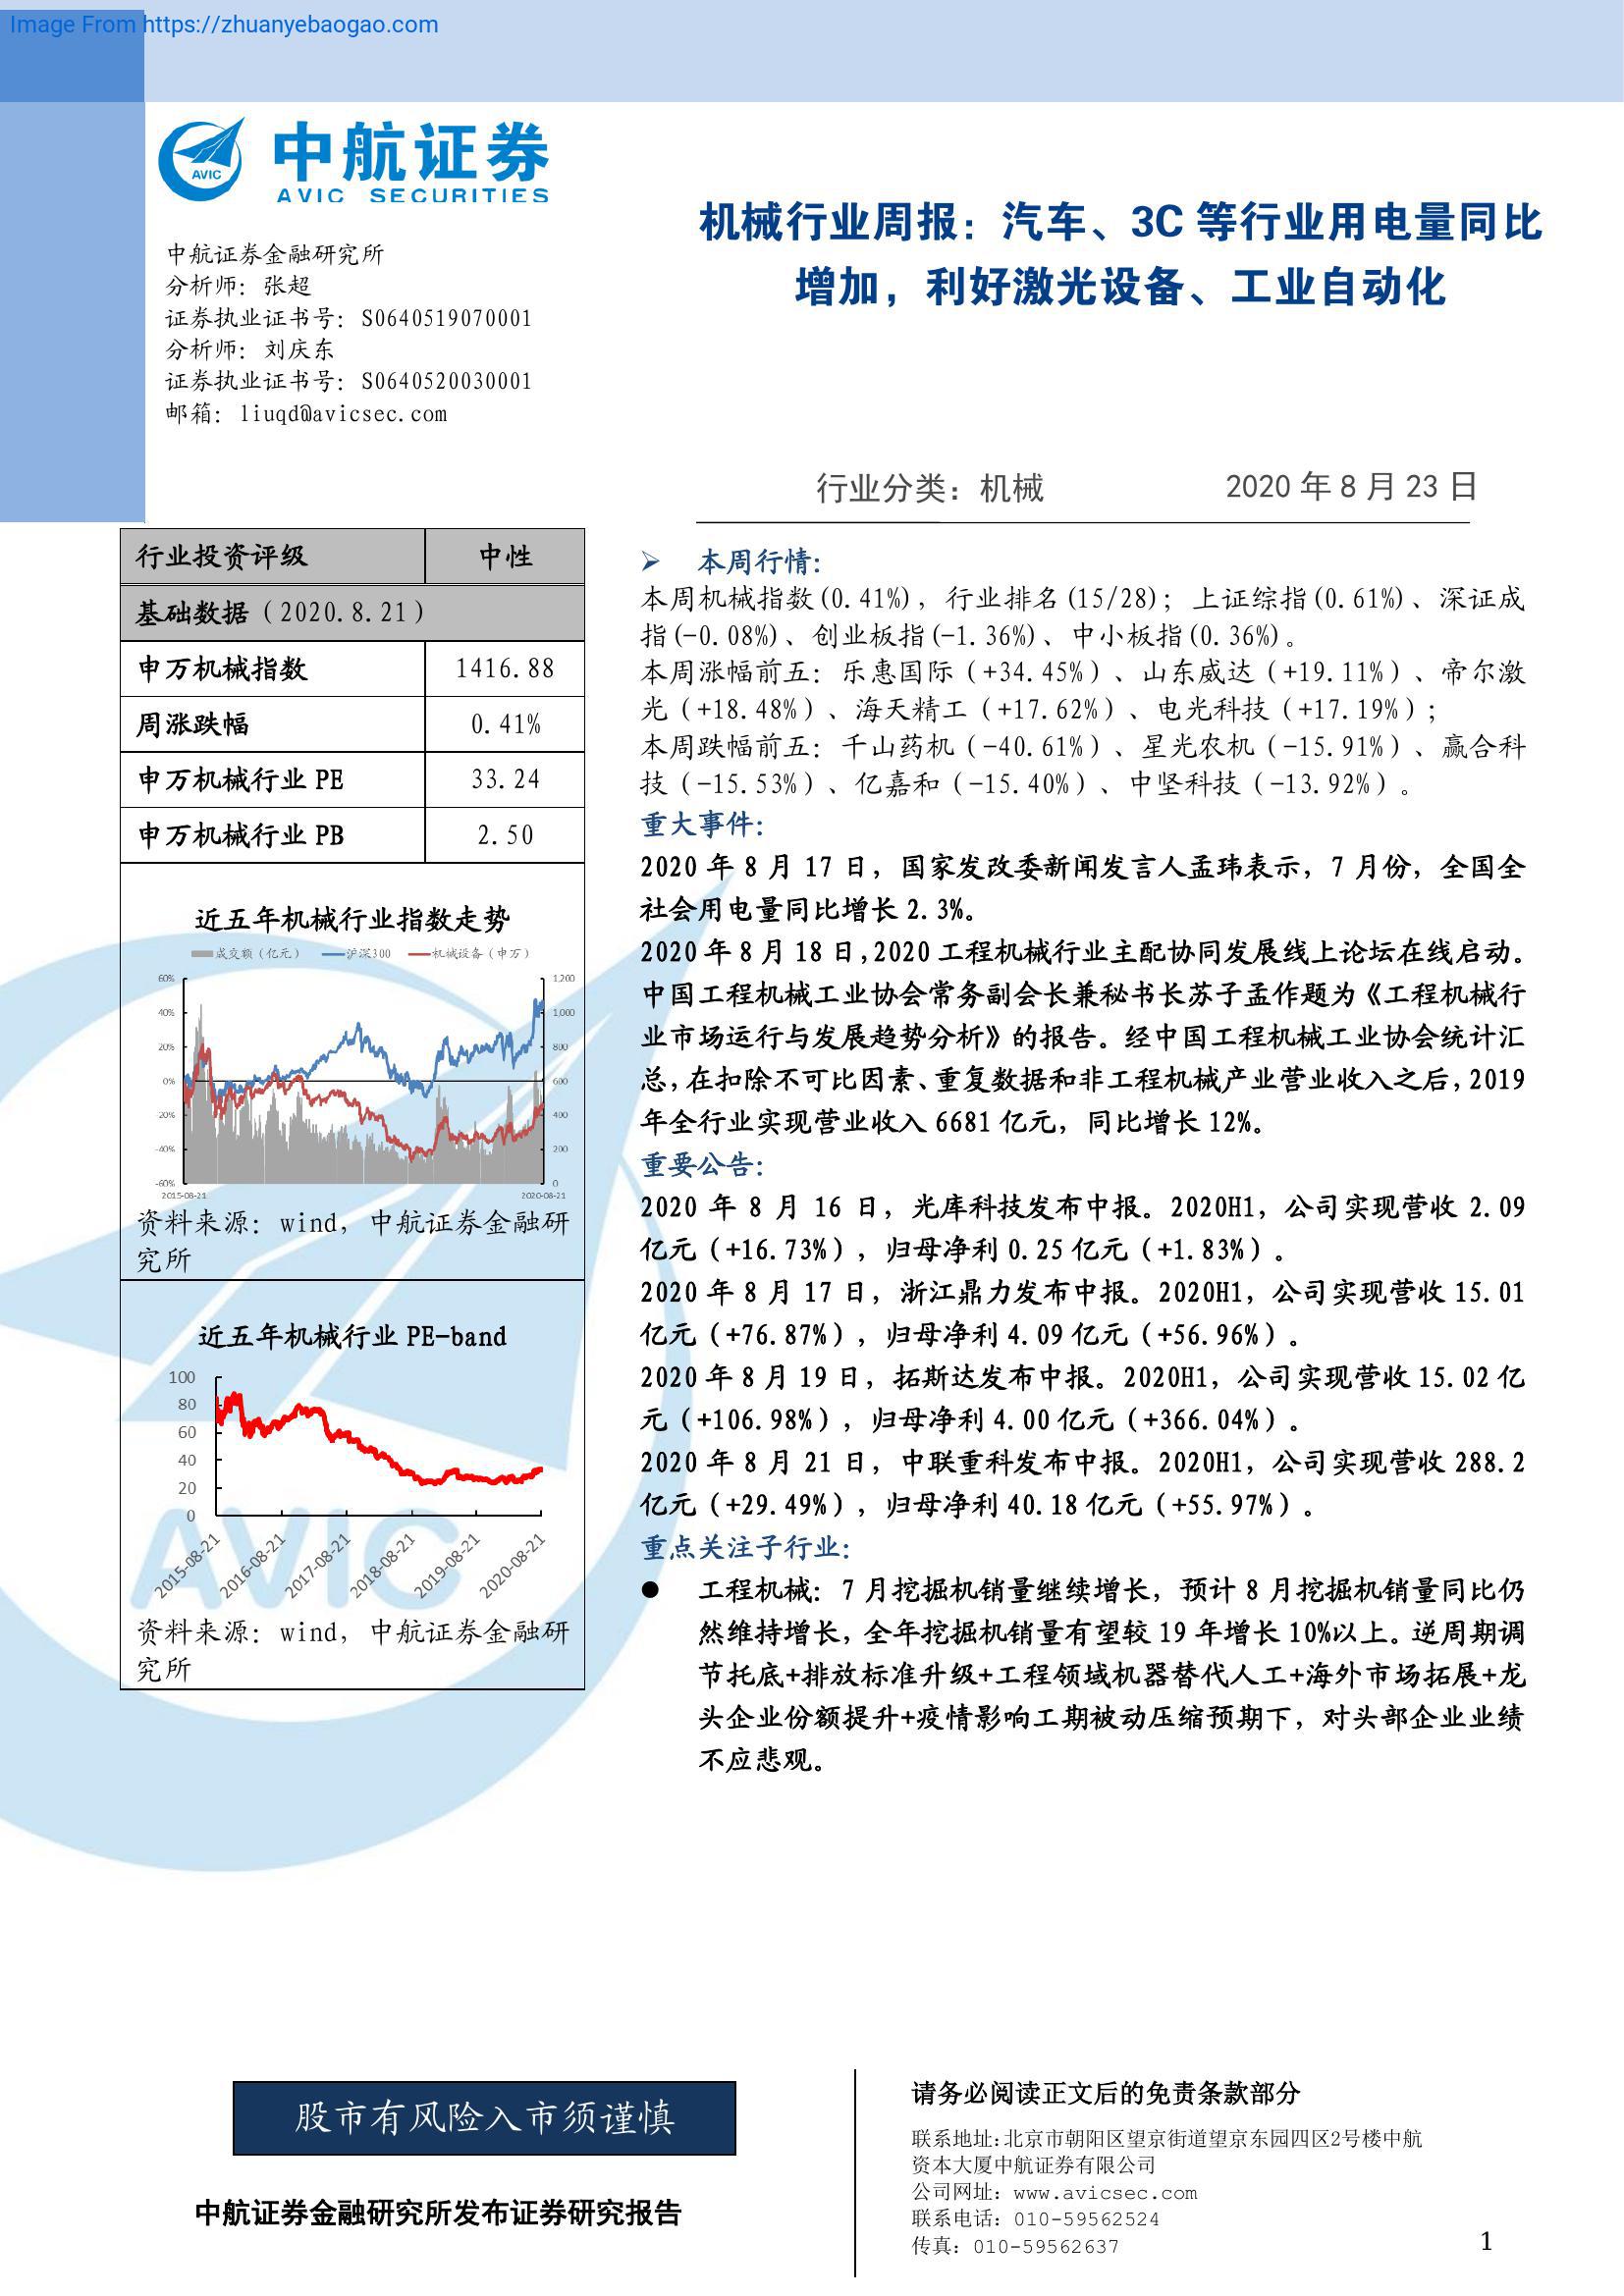 Image From https://zhuanyebaogao.com
AVIC
中航证券
AVIC SECURITIES
中航证券金融研究所
分析师：张超
证券执业证书号：S0640519070001
分析师：刘庆东
证券执业证书号：S0640520030001
邮箱：liuqd@avicsec.com
机械行业周报：汽车、3C 等行业用电量同比
增加，利好激光设备、工业自动化
行业分类：机械 2020 年 8 月 23 日
行业投资评级 中性
基础数据（2020.8.21）
申万机械指数 1416.88
周涨跌幅 0.41%
申万机械行业 PE 33.24
申万机械行业 PB 2.50
近五年机械行业指数走势
成交额（亿元） 沪深300 机械设备（申万）
60% 1,200
40% 1,000
20% 800
0% 600
20% 400
-40% 200
-60% 0
2015-08-21 2020-08-21
资料来源：wind，中航证券金融研
究所
近五年机械行业 PE-band
100
80
60
40
20
0
2015-08-21 2016-08-21 2017-08-21 2018-08-21 2019-08-21 2020-08-21
AVIC
资料来源：wind，中航证券金融研
究所
➢ 本周行情：
本周机械指数(0.41%)，行业排名(15/28)；上证综指(0.61%)、深证成
指(-0.08%)、创业板指(-1.36%)、中小板指(0.36%)。
本周涨幅前五：乐惠国际（+34.45%）、山东威达（+19.11%）、帝尔激
光（+18.48%）、海天精工（+17.62%）、电光科技（+17.19%）；
本周跌幅前五：千山药机（-40.61%）、星光农机（-15.91%）、赢合科
技（-15.53%）、亿嘉和（-15.40%）、中坚科技（-13.92%）。
重大事件：
2020 年 8 月 17 日，国家发改委新闻发言人孟玮表示，7 月份，全国全
社会用电量同比增长 2.3%。
2020 年 8 月 18 日,2020 工程机械行业主配协同发展线上论坛在线启动。
中国工程机械工业协会常务副会长兼秘书长苏子孟作题为《工程机械行
业市场运行与发展趋势分析》的报告。经中国工程机械工业协会统计汇
总,在扣除不可比因素、重复数据和非工程机械产业营业收入之后,2019
年全行业实现营业收入 6681 亿元，同比增长 12%。
重要公告：
2020 年 8 月 16 日，光库科技发布中报。2020H1，公司实现营收 2.09
亿元（+16.73%），归母净利 0.25 亿元（+1.83%）。
2020 年 8 月 17 日，浙江鼎力发布中报。2020H1，公司实现营收 15.01
亿元（+76.87%），归母净利 4.09 亿元（+56.96%）。
2020 年 8 月 19 日，拓斯达发布中报。2020H1，公司实现营收 15.02 亿
元（+106.98%），归母净利 4.00 亿元（+366.04%）。
2020 年 8 月 21 日，中联重科发布中报。2020H1，公司实现营收 288.2
亿元（+29.49%），归母净利 40.18 亿元（+55.97%）。
重点关注子行业：
● 工程机械：7 月挖掘机销量继续增长，预计 8 月挖掘机销量同比仍
然维持增长，全年挖掘机销量有望较 19 年增长 10%以上。逆周期调
节托底+排放标准升级+工程领域机器替代人工+海外市场拓展+龙
头企业份额提升+疫情影响工期被动压缩预期下，对头部企业业绩
不应悲观。
股市有风险入市须谨慎
中航证券金融研究所发布证券研究报告
请务必阅读正文后的免责条款部分
联系地址:北京市朝阳区望京街道望京东园四区2号楼中航
资本大厦中航证券有限公司
公司网址：www.avicsec.com
联系电话：010-59562524
传真：010-59562637
1